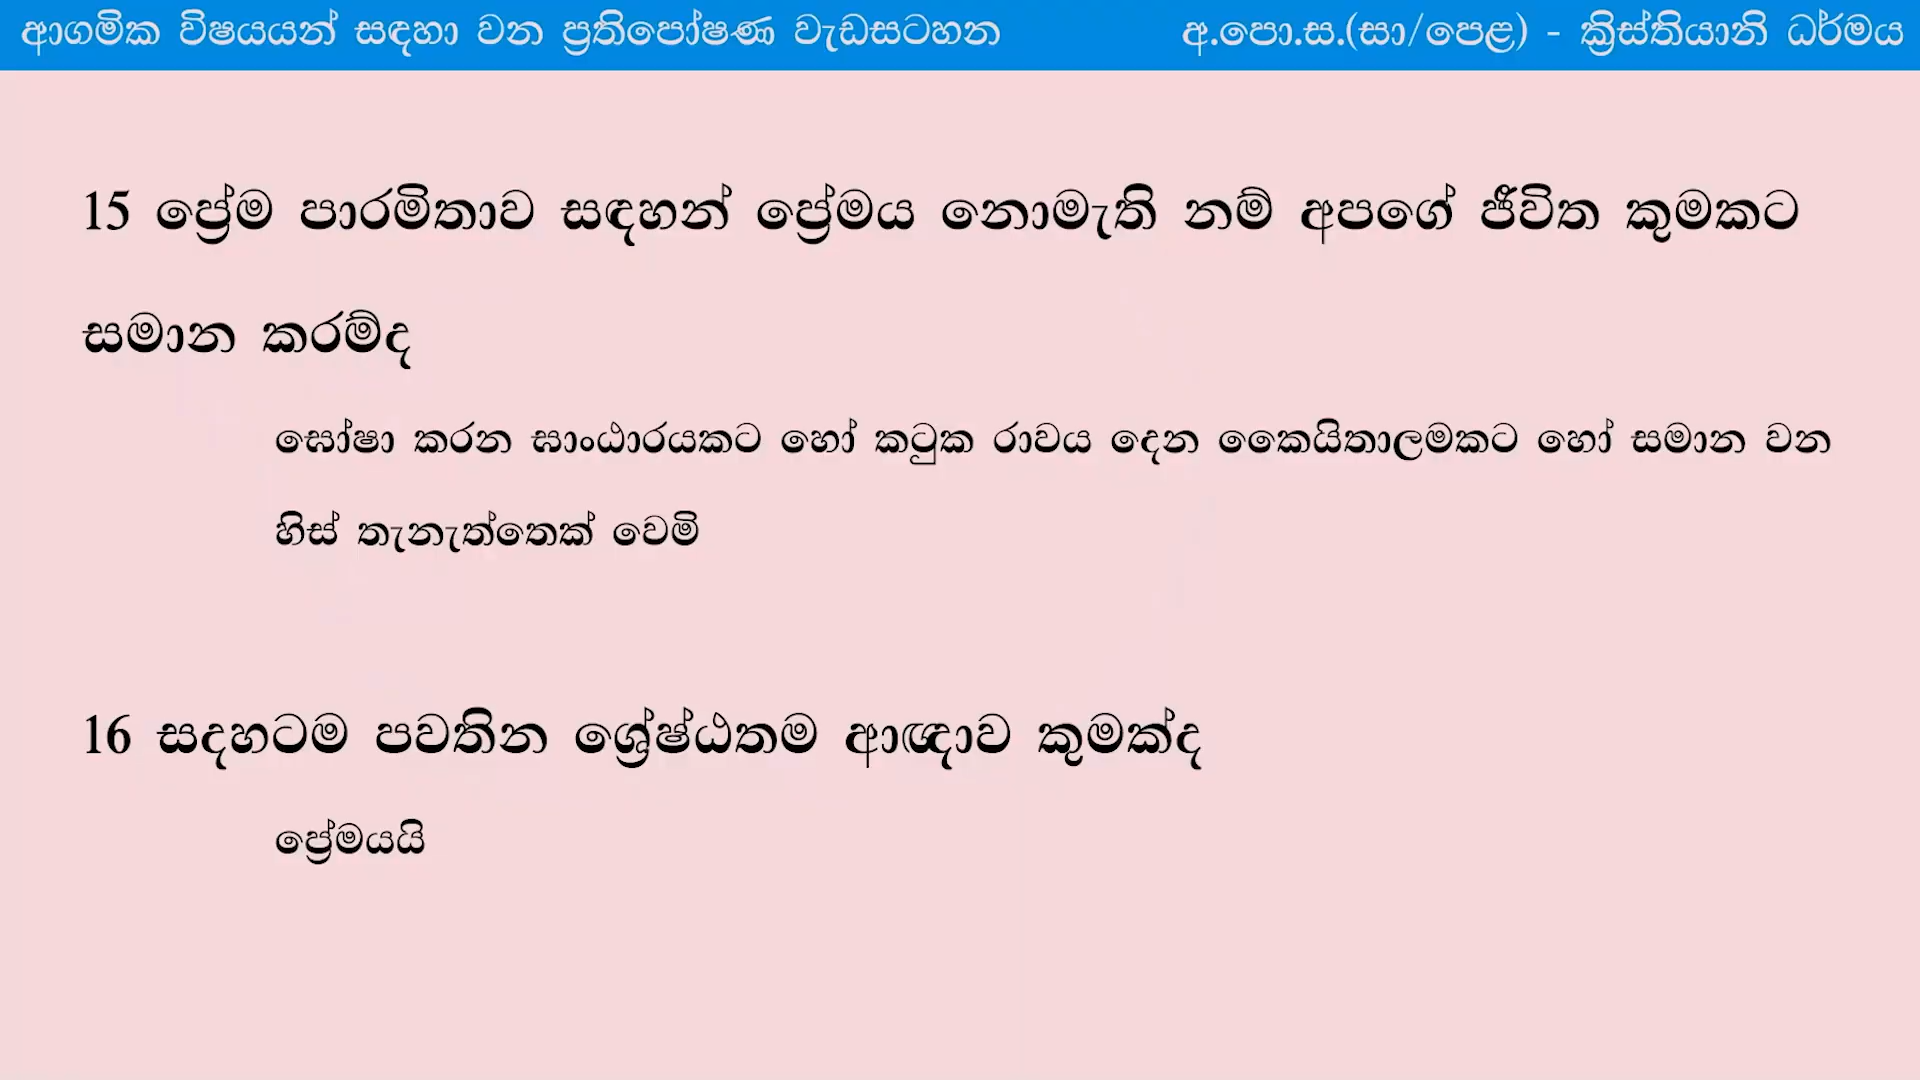 ආගමික විෂයයන් සඳහා වන ප්‍රතිපෝෂණ වැඩසටහන
අ.පො.ස.(සා/පෙළ) - ක්‍රිස්තියානි ධර්මය
15 ප්‍රේම පාරමිතාව සඳහන් ප්‍රේමය නොමැති නම් අපගේ ජීවිත කුමකට
සමාන කරම්ද
ඝෝෂා කරන ඝාංඨාරයකට හෝ කටුක රාවය දෙන කෛයිතාලමකට හෝ සමාන වන
හිස් තැනැත්තෙක් වෙමි
16 සදහටම පවතින ශ්‍රේෂ්ඨතම ආඥාව කුමක්ද
ප්‍රේමයයි